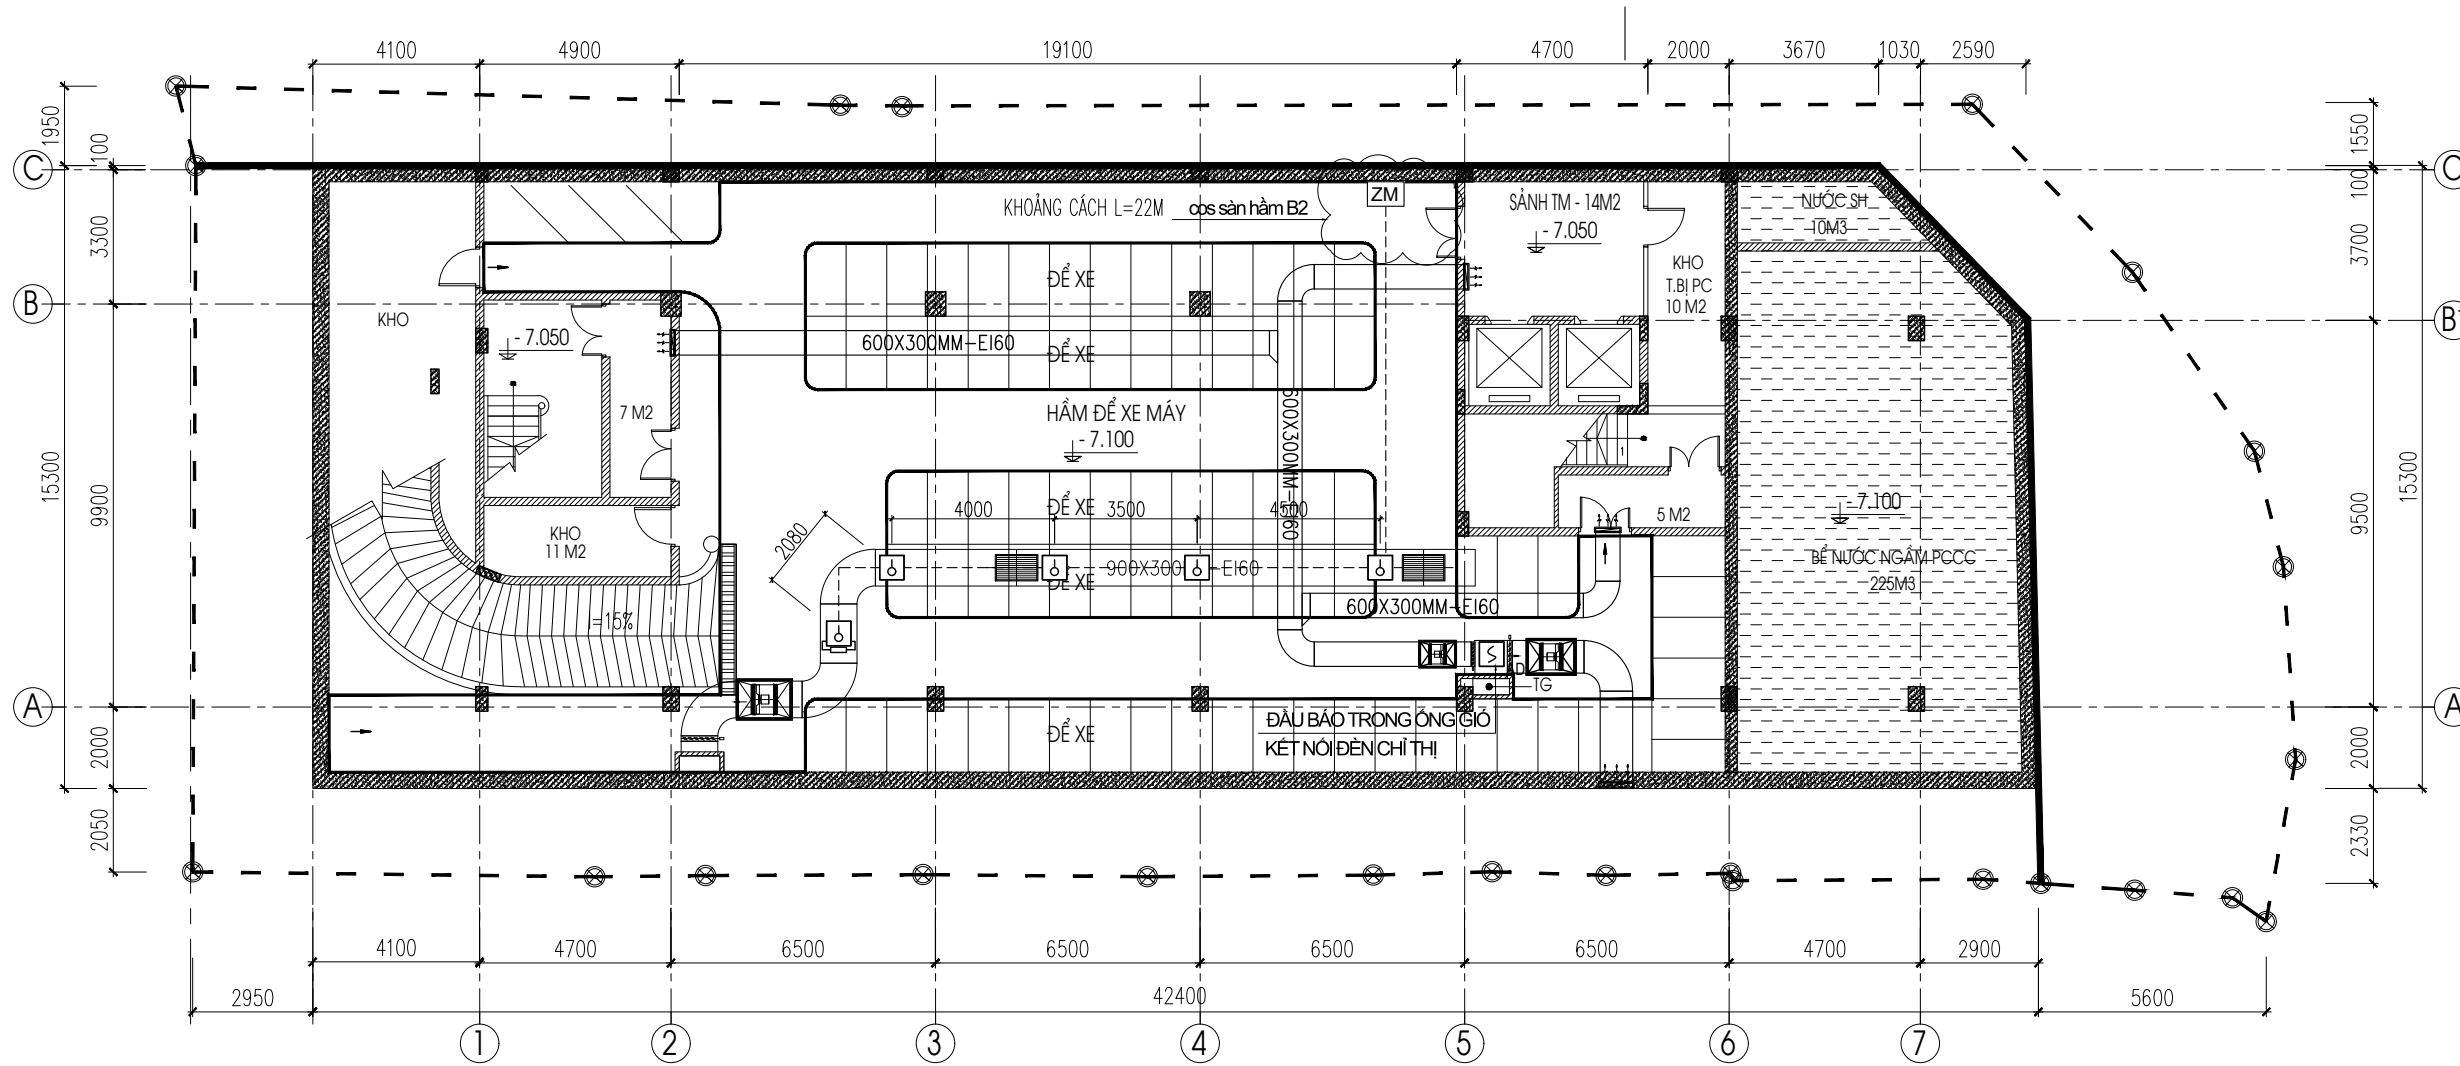 4100
4900
19100
4700
2000
3670
1030
2590
1950
100
3300
15300
9900
2000
2050
1550
100
3700
15300
9500
2000
2330
C
B
A
C
B'
A
KHOẢNG CÁCH L=22M
cos sàn hầm B2
ZM
SẢNH TM - 14M2
- 7.050
NƯỚC SH
10M3
KHO
T.BỊ PC
10 M2
ĐỂ XE
KHO
- 7.050
600X300MM-EI60
ĐỂ XE
7 M2
HẦM ĐỂ XE MÁY
- 7.100
600X300MM-EI60
1
ĐỂ XE
4000
3500
4500
2080
KHO
11 M2
5 M2
- 7.100
BỂ NƯỚC NGẦM PCCC
225M3
ĐỂ XE
i=15%
600X300MM-EI60
TG
ĐẦU BÁO TRONG ỐNG GIÓ
KẾT NỐI ĐÈN CHỈ THỊ
ĐỂ XE
4100
4700
6500
6500
6500
6500
4700
2900
2950
42400
5600
1
2
3
4
5
6
7